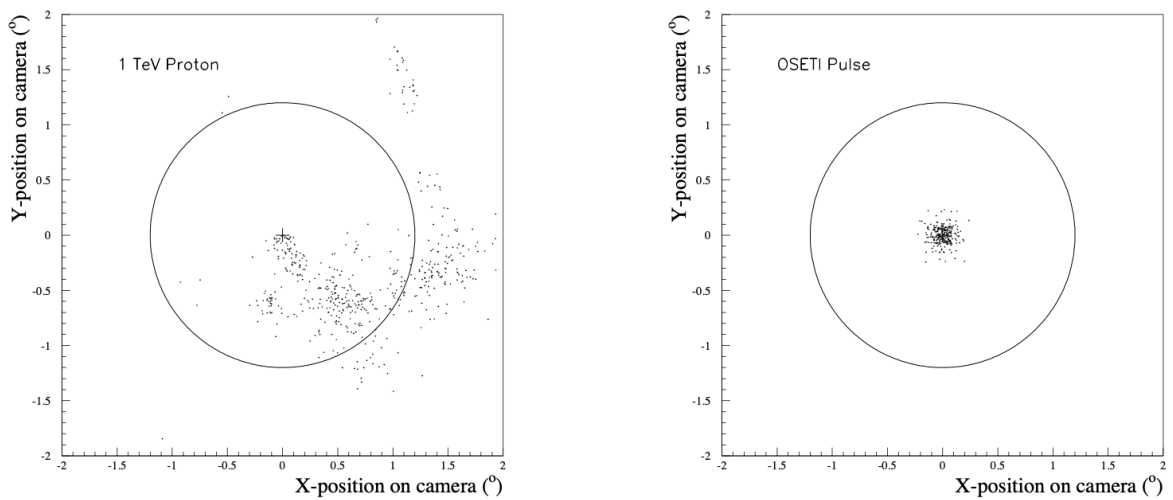 Y-position on camera (°)
2
1.5
1
0.5
0
-0.5
-1
-1.5
-2
1 TeV Proton
-2 -1.5 -1 -0.5 0 0.5 1 1.5 2
X-position on camera (°)
Y-position on camera (°)
2
1.5
1
0.5
0
-0.5
-1
-1.5
-2
OSETI Pulse
-2 -1.5 -1 -0.5 0 0.5 1 1.5 2
X-position on camera (°)